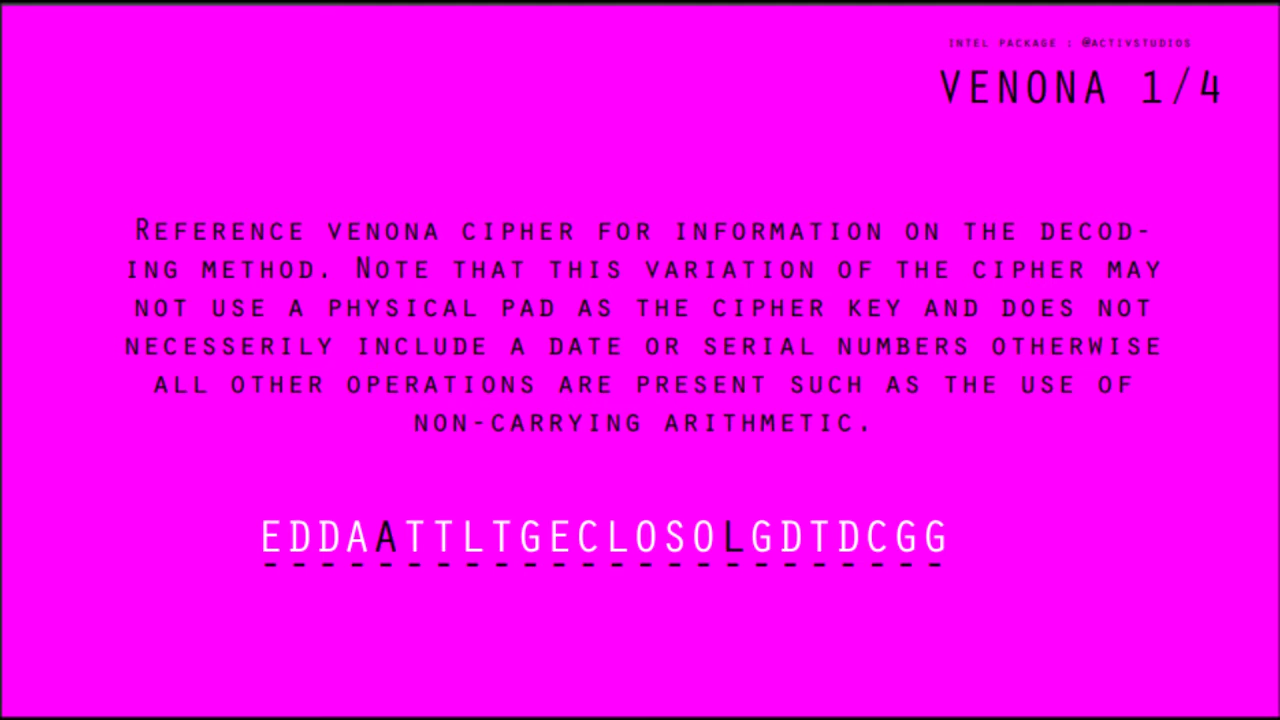 INTEL PACKAGE : @ACTIVSTUDIOS
VENONA 1/4
REFERENCE VENONA CIPHER FOR INFORMATION ON THE DECOD-
ING METHOD. NOTE THAT THIS VARIATION OF THE CIPHER MAY
NOT USE A PHYSICAL PAD AS THE CIPHER KEY AND DOES NOT
NECESSERILY INCLUDE A DATE OR SERIAL NUMBERS OTHERWISE
ALL OTHER OPERATIONS ARE PRESENT SUCH AS THE USE OF
NON-CARRYING ARITHMETIC.
EDDAATTLTGECLOSOLGDTDCGG